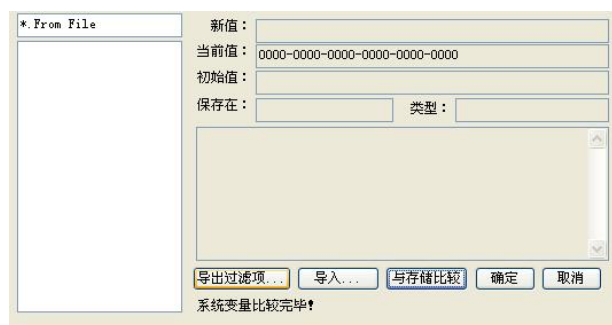 *.From File
新值：
当前值： 0000-0000-0000-0000-0000-0000
初始值：
保存在： 类型：
导出过滤项... 导入... 与存储比较 确定 取消
系统变量比较完毕!